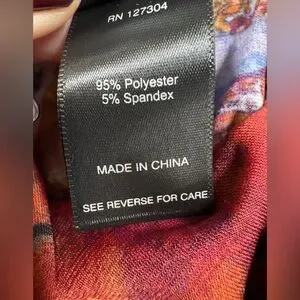 RN 127304
95% Polyester
5% Spandex
MADE IN CHINA
SEE REVERSE FOR CARE